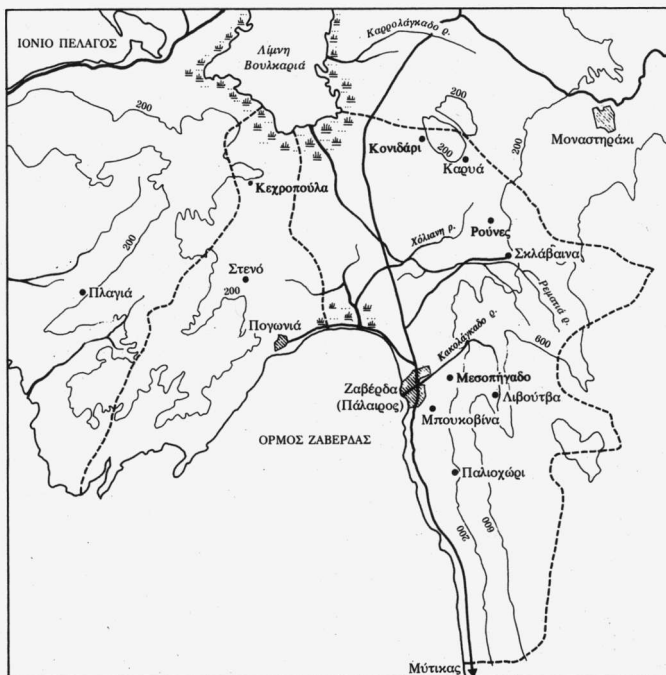 ΙΟΝΙΟ ΠΕΛΑΓΟΣ
Λίμνη
Βουλκαριά
Καρρολάγκαδο ρ.
200
200
200
200
Μοναστηράκι
Κονιδάρι
Καρυά
Κεχροπούλα
Ρούνες
Χόλιανη ρ.
Σκλάβαινα
200
Στενό
200
Πλαγιά
Ρεματιά ρ.
Πογωνιά
600
Κακολάγκαδο ρ.
Μεσοπήγαδο
Ζαβέρδα
(Πάλαιρος)
Λιβούτβα
Μπουκοβίνα
ΟΡΜΟΣ ΖΑΒΕΡΔΑΣ
Παλιοχώρι
200
600
Μύτικας